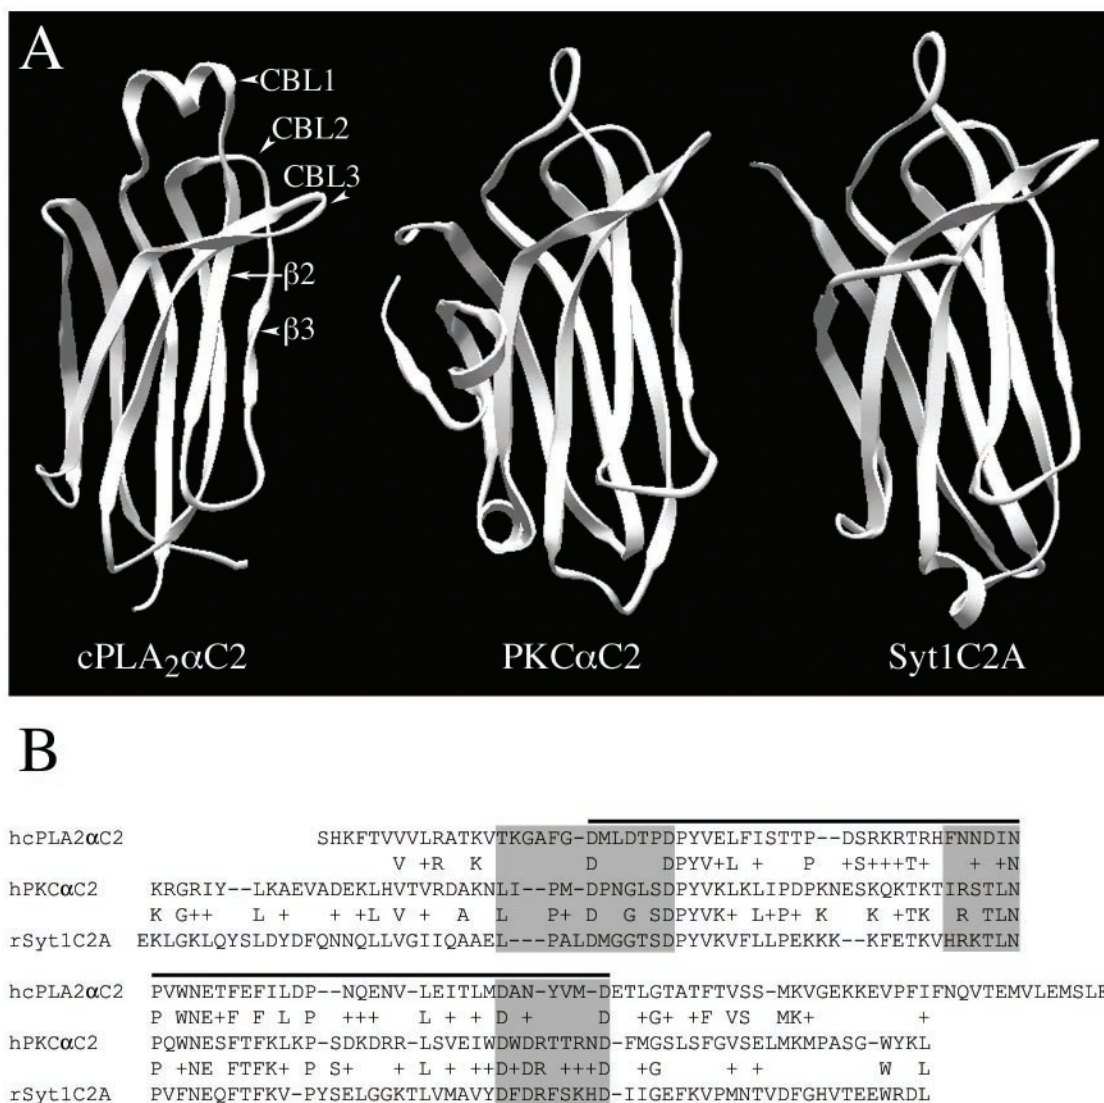 A
CBL1
CBL2
CBL3
β2
β3
cPLA₂αC2
PKCαC2
Syt1C2A
B
hcPLA2αC2 SHKFTVVVLRATKVTKGAFG-DMLDTPDPYVELFISTTP--DSRKRTRHFNNDIN
V +R K D DPYV+L + P +S+++T+ + +N
hPKCαC2 KRGRIY--LKAEVADEKLHVTVRDAKNLI--PM-DPNGLSDPYVKLKLIPDPKNESKQKTKTIRSTLN
K G++ L + + +L V + A L P+ D G SDPYVK+ L+P+ K K +TK R TLN
rSyt1C2A EKLGKLQYSLDYDFQNNQLLVGIIQAAEL---PALDMGGTSDPYVKVFLLPEKKK--KFETKVHRKTLN
hcPLA2αC2 PVWNETFEFILDP--NQENV-LEITLMDAN-YVM-DETLGTATFTVSS-MKVGEKKEVPFIFNQVTEMVLEMSLE
P WNE+F F L P +++ L + + D + D LG+ +F VS MK+ +
hPKCαC2 PQWNESFTFKLKP-SDKDRR-LSVEIWDWDRTTRND-FMGSLSFGVSELMKMPASG-WYKL
P +NE FTFK+ P S+ + L + ++D+DR +++D +G + + W L
rSyt1C2A PVFNEQFTFKV-PYSELGGKTLVMAVYDFDRFSKHD-IIGEFKVPMNTVDFGHVTEEWRDL